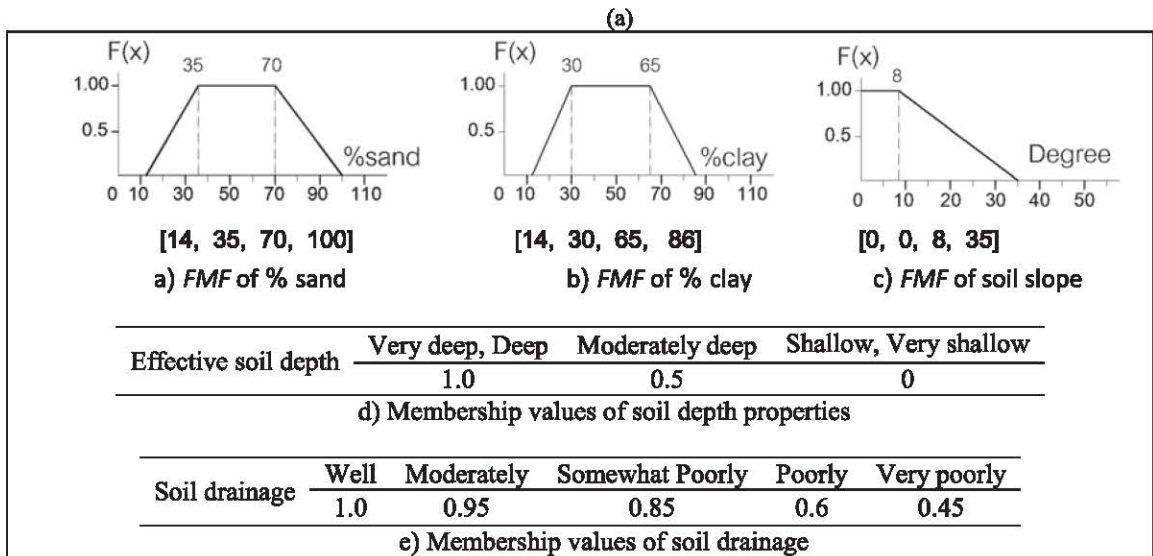 (a)
F(x) F(x) F(x)
35 70 30 65 8
1.00 1.00 1.00
0.5 0.5 0.5
%sand %clay Degree
0 10 30 50 70 90 110 0 10 30 50 70 90 110 0 10 20 30 40 50
[14, 35, 70, 100] [14, 30, 65, 86] [0, 0, 8, 35]
a) FMF of % sand b) FMF of % clay c) FMF of soil slope
Effective soil depth Very deep, Deep Moderately deep Shallow, Very shallow
1.0 0.5 0
d) Membership values of soil depth properties
Soil drainage Well Moderately Somewhat Poorly Poorly Very poorly
1.0 0.95 0.85 0.6 0.45
e) Membership values of soil drainage